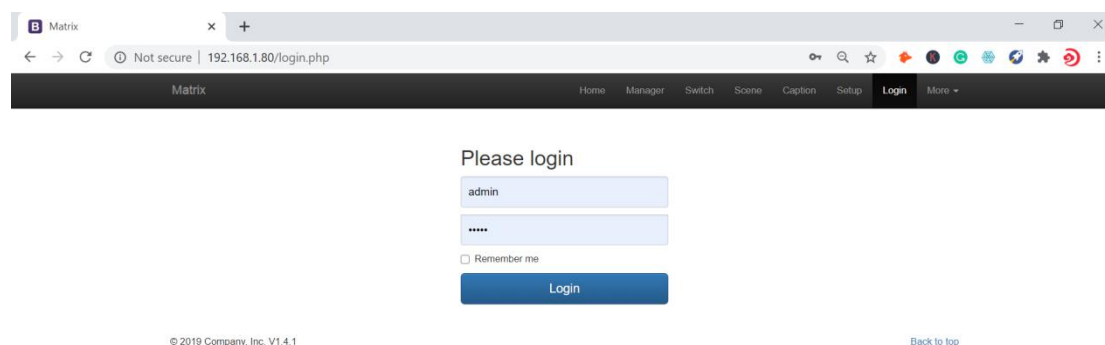 B Matrix
Not secure | 192.168.1.80/login.php
Matrix Home Manager Switch Scene Caption Setup Login More
Please login
admin
•••••
Remember me
Login
© 2019 Company, Inc. V1.4.1 Back to top